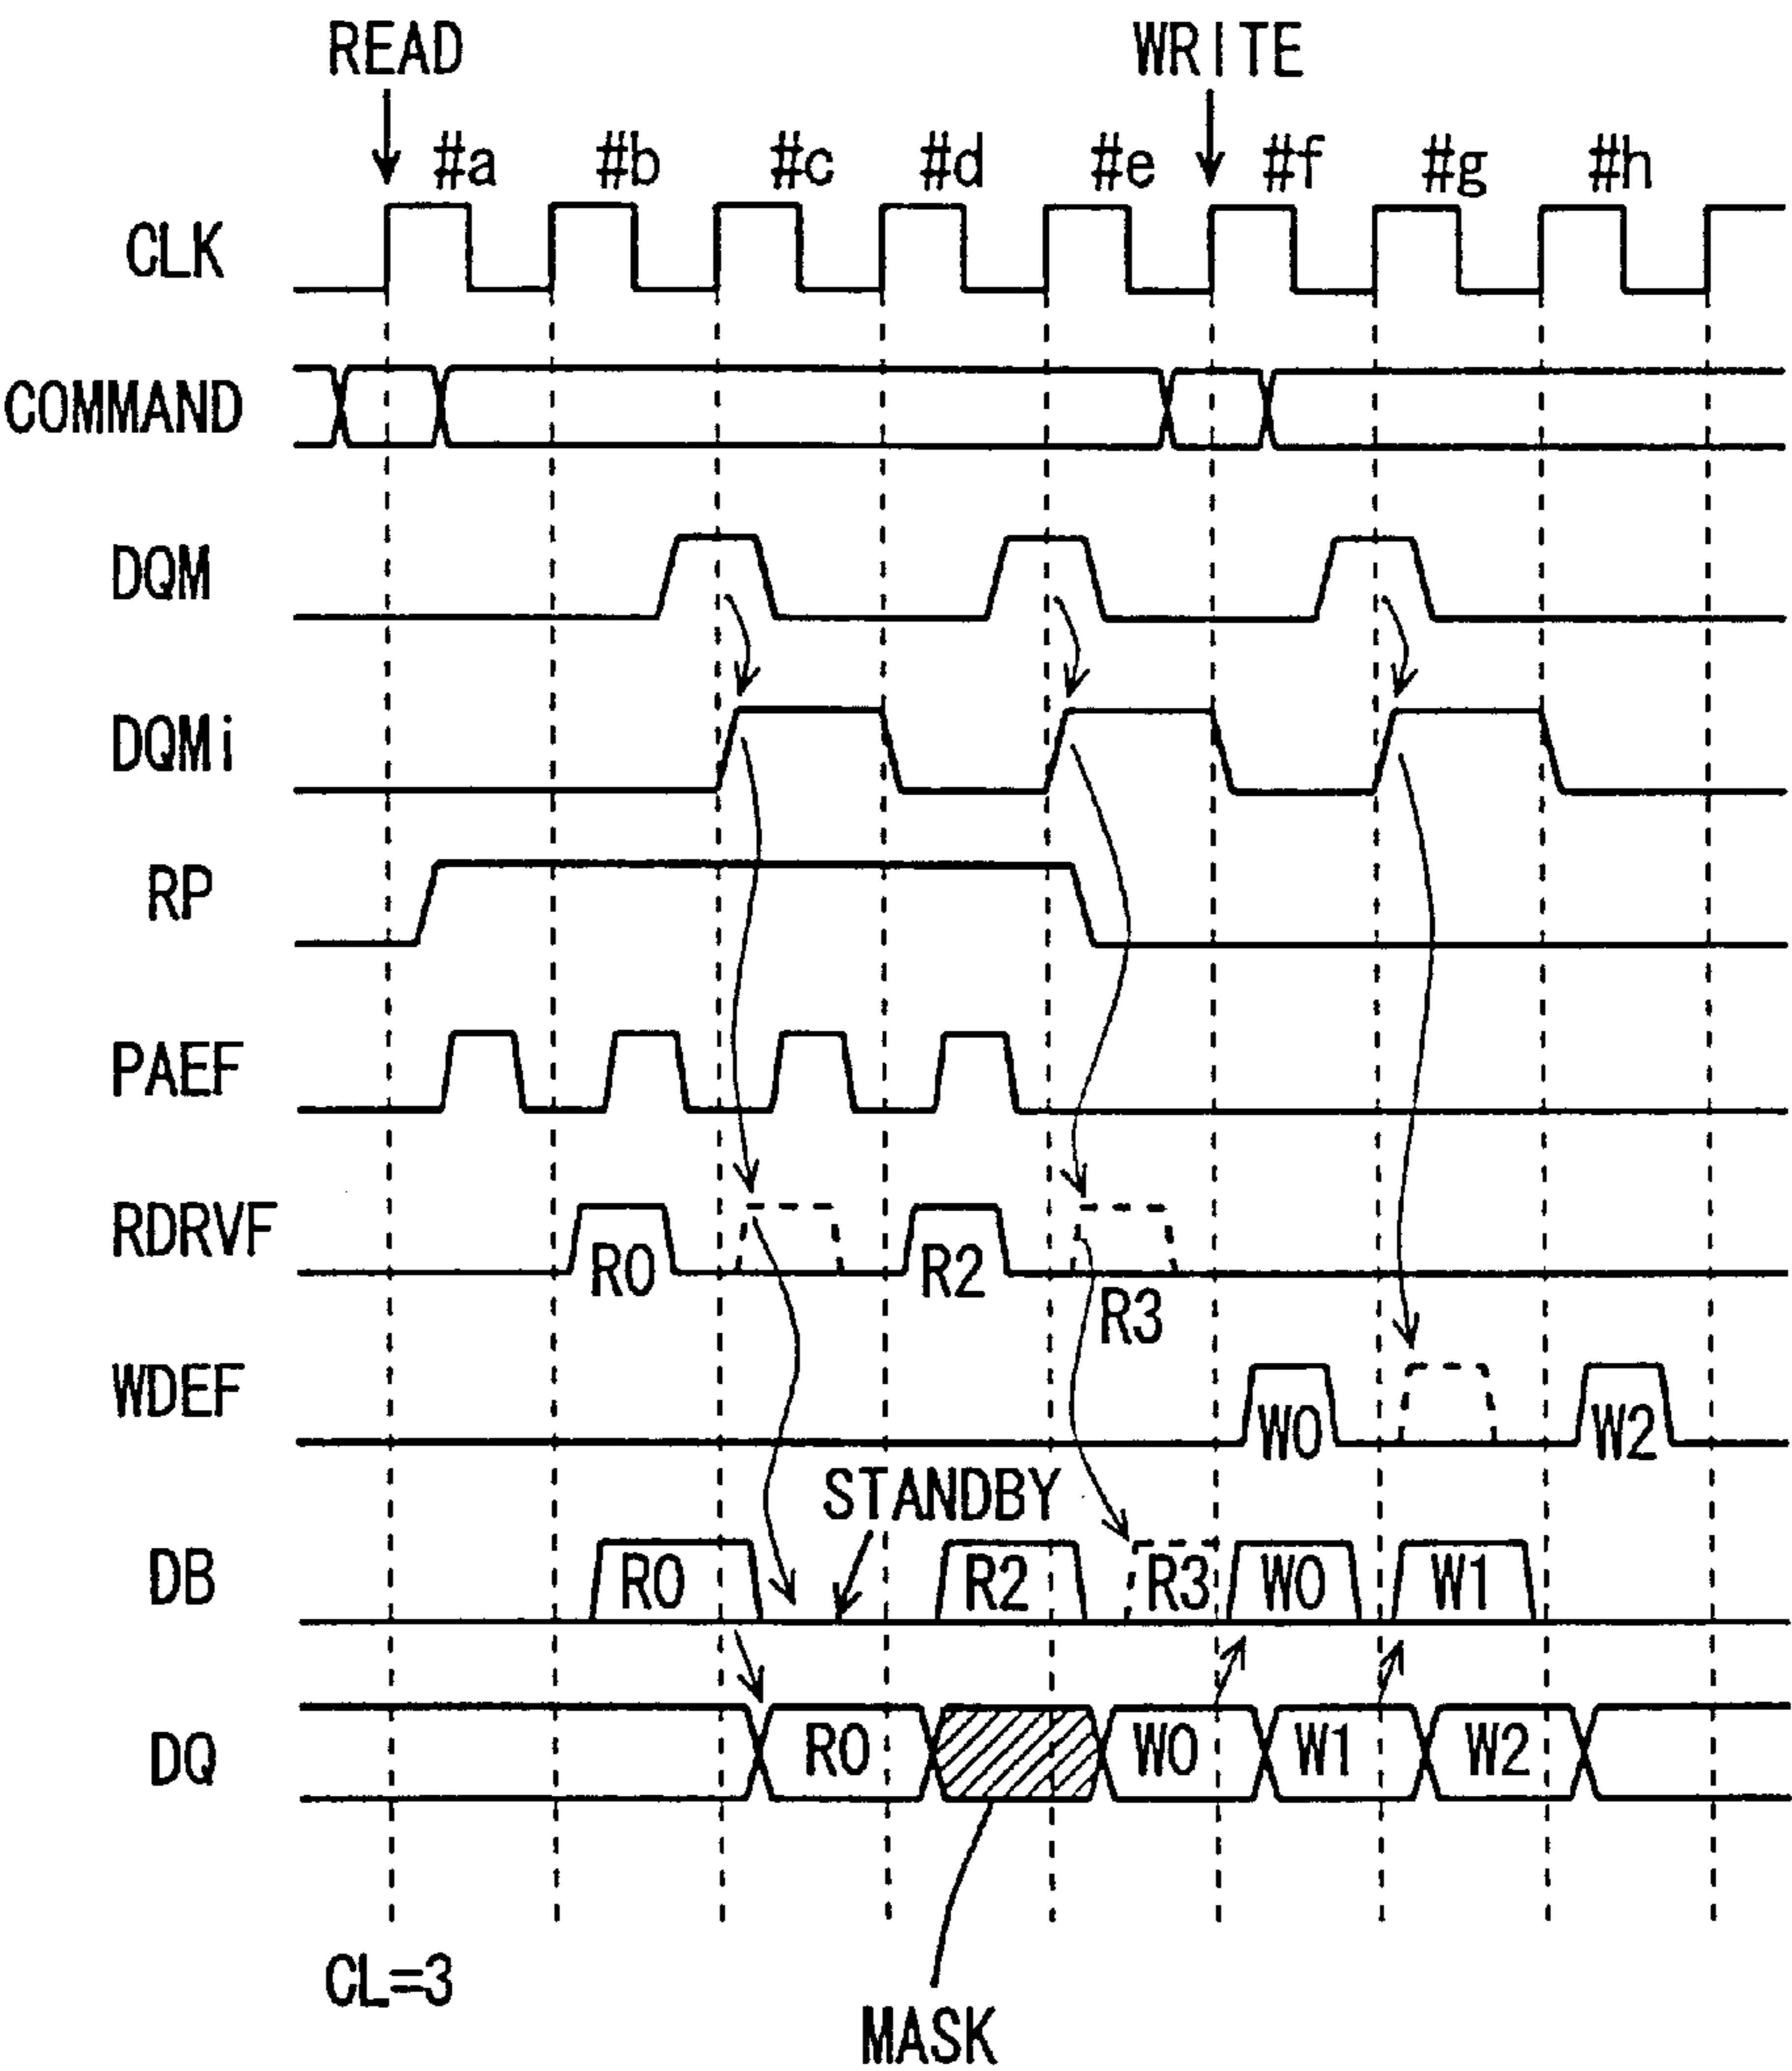 READ WRITE
#a #b #c #d #e #f #g #h
CLK
COMMAND
DQM
DQMi
RP
PAEF
RDRVF R0 R2
R3
WDEF W0 W2
STANDBY
DB R0 R2 R3 W0 W1
DQ R0 W0 W1 W2
CL=3
MASK